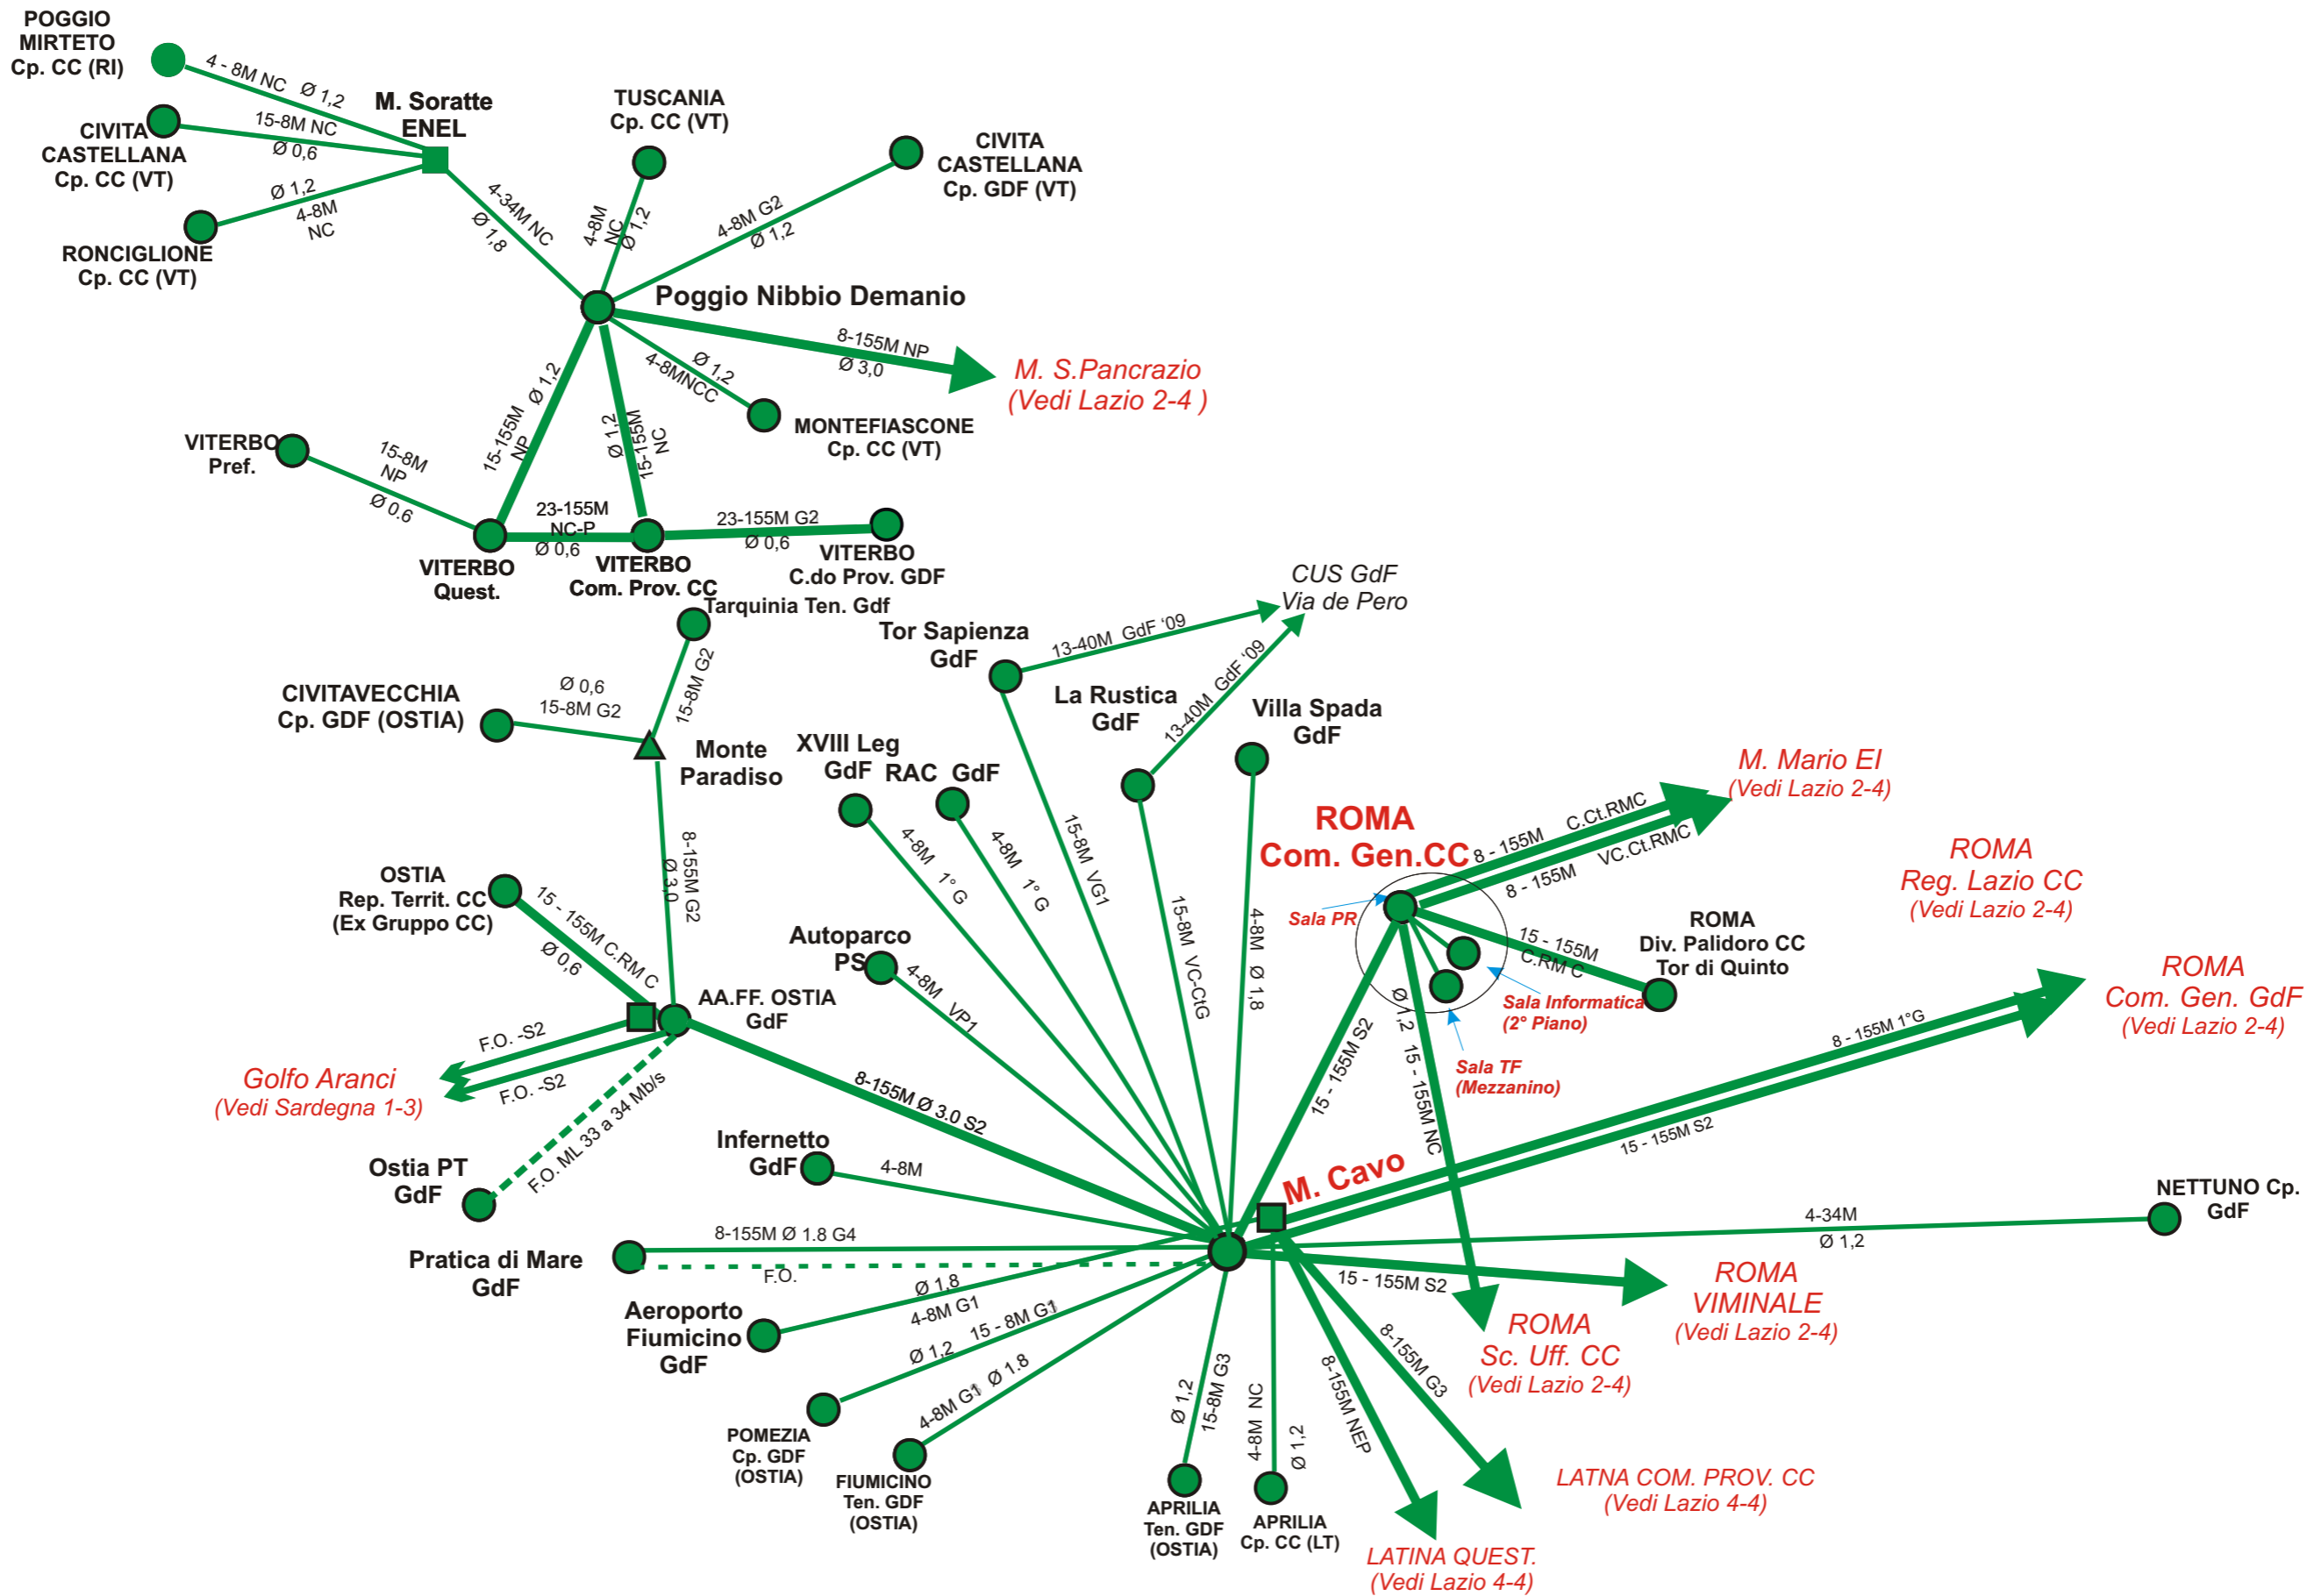 POGGIO
MIRTETO
Cp. CC (RI)
4 - 8M NC Ø 1,2
CIVITA
CASTELLANA
Cp. CC (VT)
15-8M NC
Ø 0,6
M. Soratte
ENEL
Ø 1,2
4-8M
NC
RONCIGLIONE
Cp. CC (VT)
4-34M NC
Ø 1,8
TUSCANIA
Cp. CC (VT)
4-8M
NC
Ø 1,2
CIVITA
CASTELLANA
Cp. GDF (VT)
4-8M G2
Ø 1,2
Poggio Nibbio Demanio
8-155M NP
Ø 3,0
M. S.Pancrazio
(Vedi Lazio 2-4 )
Ø 1,2
4-8MNCC
MONTEFIASCONE
Cp. CC (VT)
15-155M Ø 1,2
NP
Ø 1,2
15-155M
NC
VITERBO
Pref.
15-8M
NP
Ø 0.6
23-155M
NC-P
Ø 0,6
23-155M G2
Ø 0,6
VITERBO
Quest.
VITERBO
Com. Prov. CC
VITERBO
C.do Prov. GDF
Tarquinia Ten. Gdf
15-8M G2
CIVITAVECCHIA
Cp. GDF (OSTIA)
Ø 0,6
15-8M G2
Monte
Paradiso
8-155M G2
Ø 3,0
Tor Sapienza
GdF
13-40M GdF ‘09
CUS GdF
Via de Pero
La Rustica
GdF
13-40M GdF ‘09
Villa Spada
GdF
XVIII Leg
GdF
RAC GdF
4-8M 1° G
4-8M 1° G
15-8M VG1
15-8M VC-CtG
4-8M Ø 1,8
ROMA
Com. Gen.CC
8 - 155M C.Ct.RMC
8 - 155M VC.Ct.RMC
M. Mario EI
(Vedi Lazio 2-4)
Sala PR
15 - 155M
C.RM C
ROMA
Div. Palidoro CC
Tor di Quinto
Sala Informatica
(2° Piano)
Sala TF
(Mezzanino)
ROMA
Reg. Lazio CC
(Vedi Lazio 2-4)
ROMA
Com. Gen. GdF
(Vedi Lazio 2-4)
8 - 155M 1°G
15 - 155M S2
15 - 155M S2
Ø 1,2 15 - 155M NC
OSTIA
Rep. Territ. CC
(Ex Gruppo CC)
15 - 155M C.RM C
Ø 0,6
Autoparco
PS
4-8M VP1
AA.FF. OSTIA
GdF
F.O. -S2
F.O. -S2
Golfo Aranci
(Vedi Sardegna 1-3)
F.O. ML 33 a 34 Mb/s
Ostia PT
GdF
8-155M Ø 3.0 S2
Infernetto
GdF
4-8M
M. Cavo
Pratica di Mare
GdF
8-155M Ø 1.8 G4
F.O.
Aeroporto
Fiumicino
GdF
Ø 1,8
4-8M G1
POMEZIA
Cp. GDF
(OSTIA)
Ø 1,2 15 - 8M G1
FIUMICINO
Ten. GDF
(OSTIA)
4-8M G1 Ø 1.8
APRILIA
Ten. GDF
(OSTIA)
Ø 1,2
15-8M G3
APRILIA
Cp. CC (LT)
4-8M NC
Ø 1,2
8-155M NEP
LATINA QUEST.
(Vedi Lazio 4-4)
8-155M G3
LATNA COM. PROV. CC
(Vedi Lazio 4-4)
ROMA
Sc. Uff. CC
(Vedi Lazio 2-4)
15 - 155M S2
ROMA
VIMINALE
(Vedi Lazio 2-4)
4-34M
Ø 1,2
NETTUNO Cp.
GdF